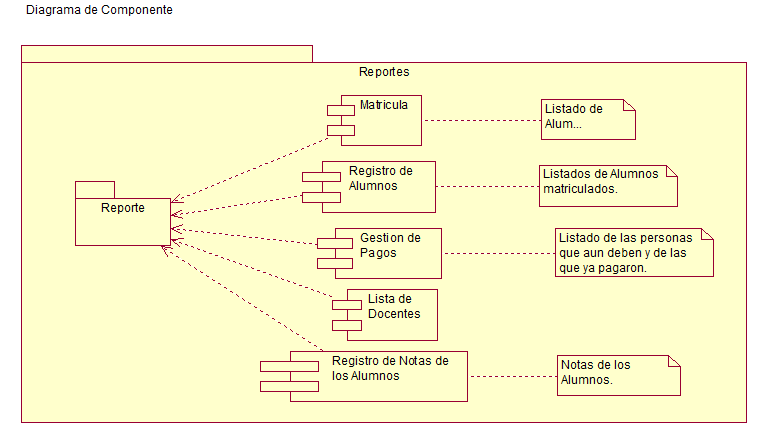 Diagrama de Componente
Reportes
Matricula
Listado de
Alum...
Registro de
Alumnos
Listados de Alumnos
matriculados.
Reporte
Gestion de
Pagos
Listado de las personas
que aun deben y de las
que ya pagaron.
Lista de
Docentes
Registro de Notas de
los Alumnos
Notas de los
Alumnos.